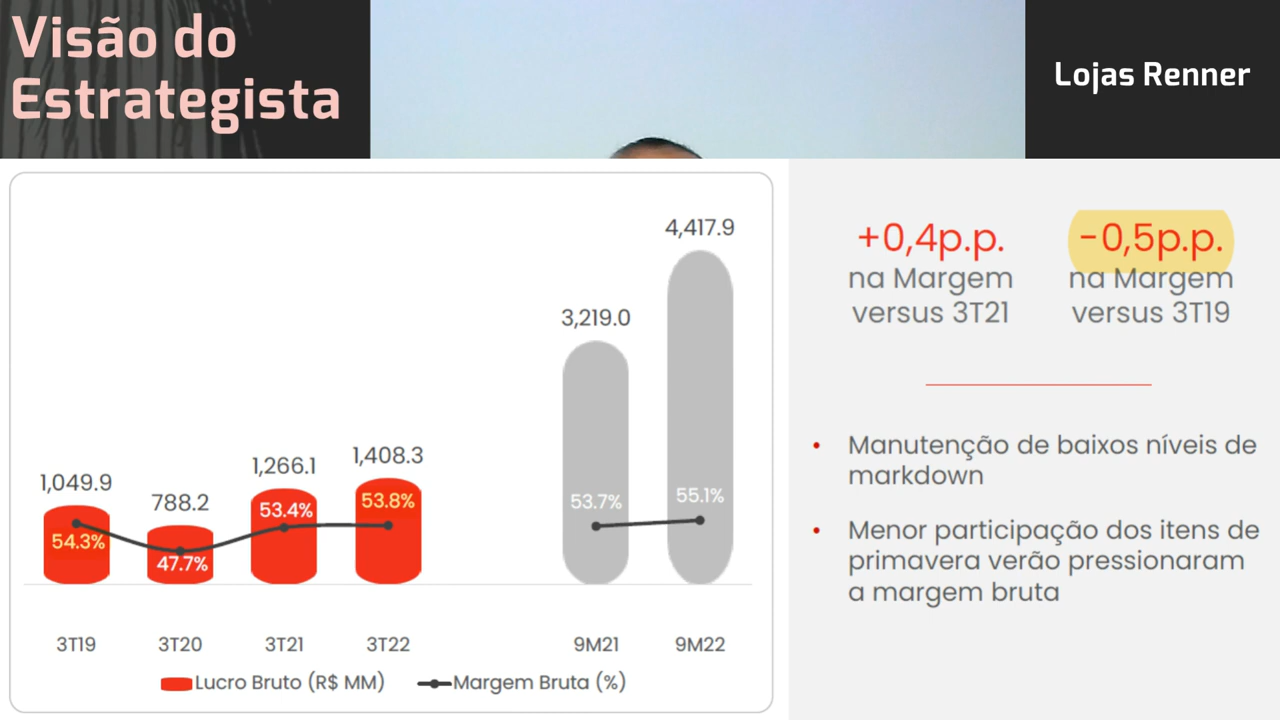 Visão do
Estrategista
Lojas Renner
4,417.9
3,219.0
1,408.3
1,266.1
1,049.9
788.2
54.3%
47.7%
53.4%
53.8%
53.7%
55.1%
3T19
3T20
3T21
3T22
9M21
9M22
Lucro Bruto (R$ MM)
Margem Bruta (%)
+0,4p.p.
na Margem
versus 3T21
-0,5p.p.
na Margem
versus 3T19
• Manutenção de baixos níveis de
markdown
• Menor participação dos itens de
primavera verão pressionaram
a margem bruta